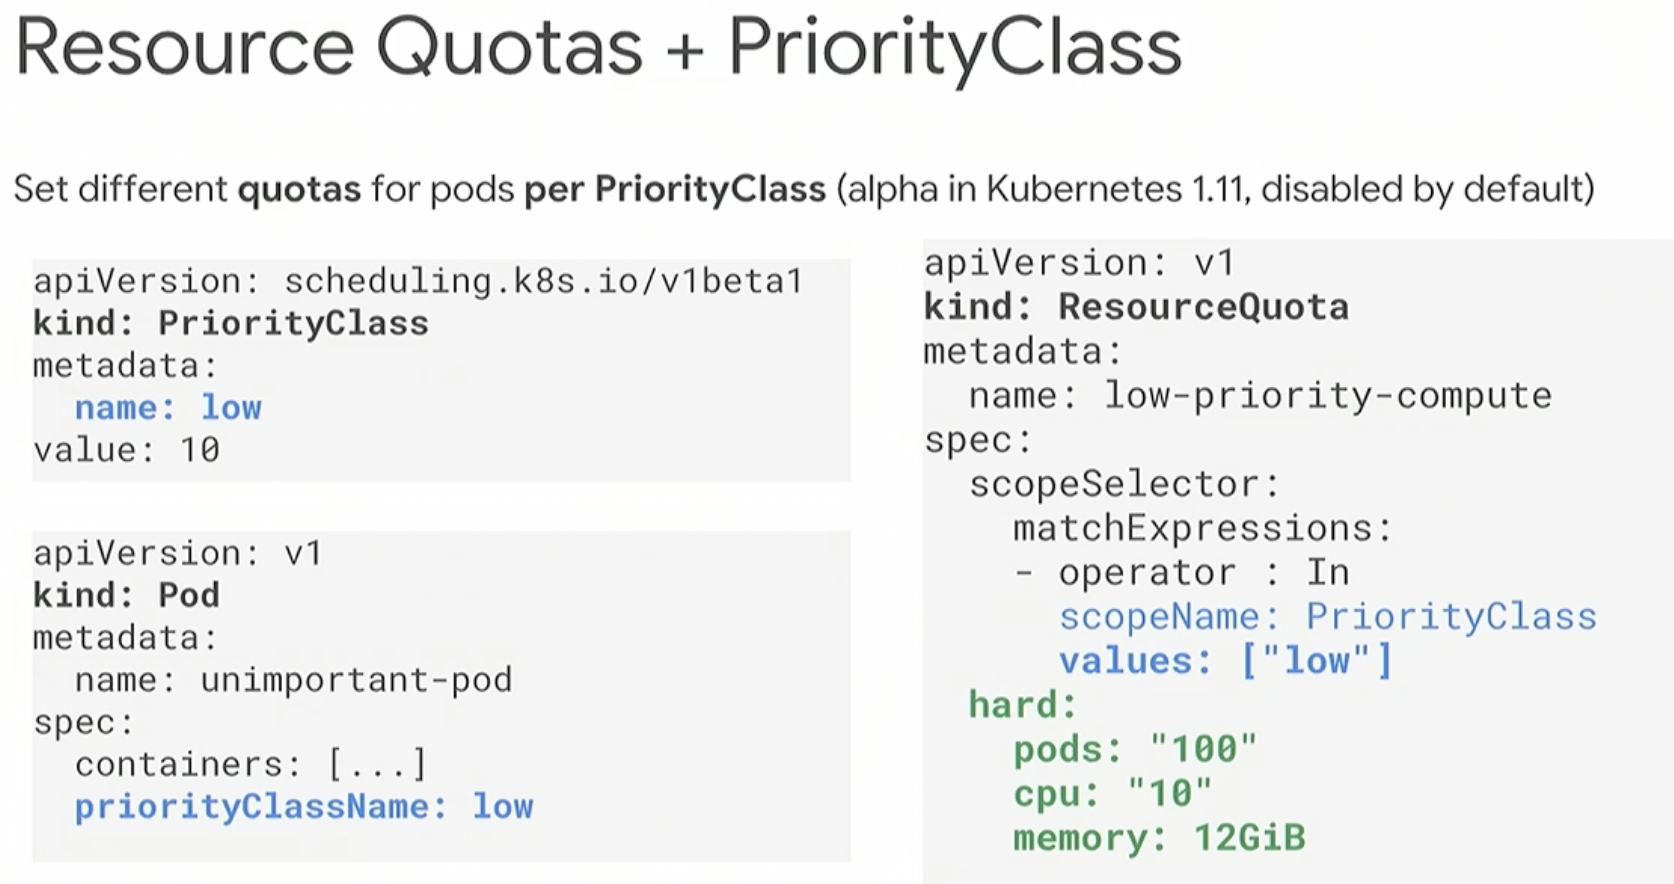 Resource Quotas + PriorityClass
Set different quotas for pods per PriorityClass (alpha in Kubernetes 1.11, disabled by default)
apiVersion: scheduling.k8s.io/v1beta1
kind: PriorityClass
metadata:
  name: low
value: 10
apiVersion: v1
kind: Pod
metadata:
  name: unimportant-pod
spec:
  containers: [...]
  priorityClassName: low
apiVersion: v1
kind: ResourceQuota
metadata:
  name: low-priority-compute
spec:
  scopeSelector:
    matchExpressions:
    - operator : In
      scopeName: PriorityClass
      values: ["low"]
  hard:
    pods: "100"
    cpu: "10"
    memory: 12GiB